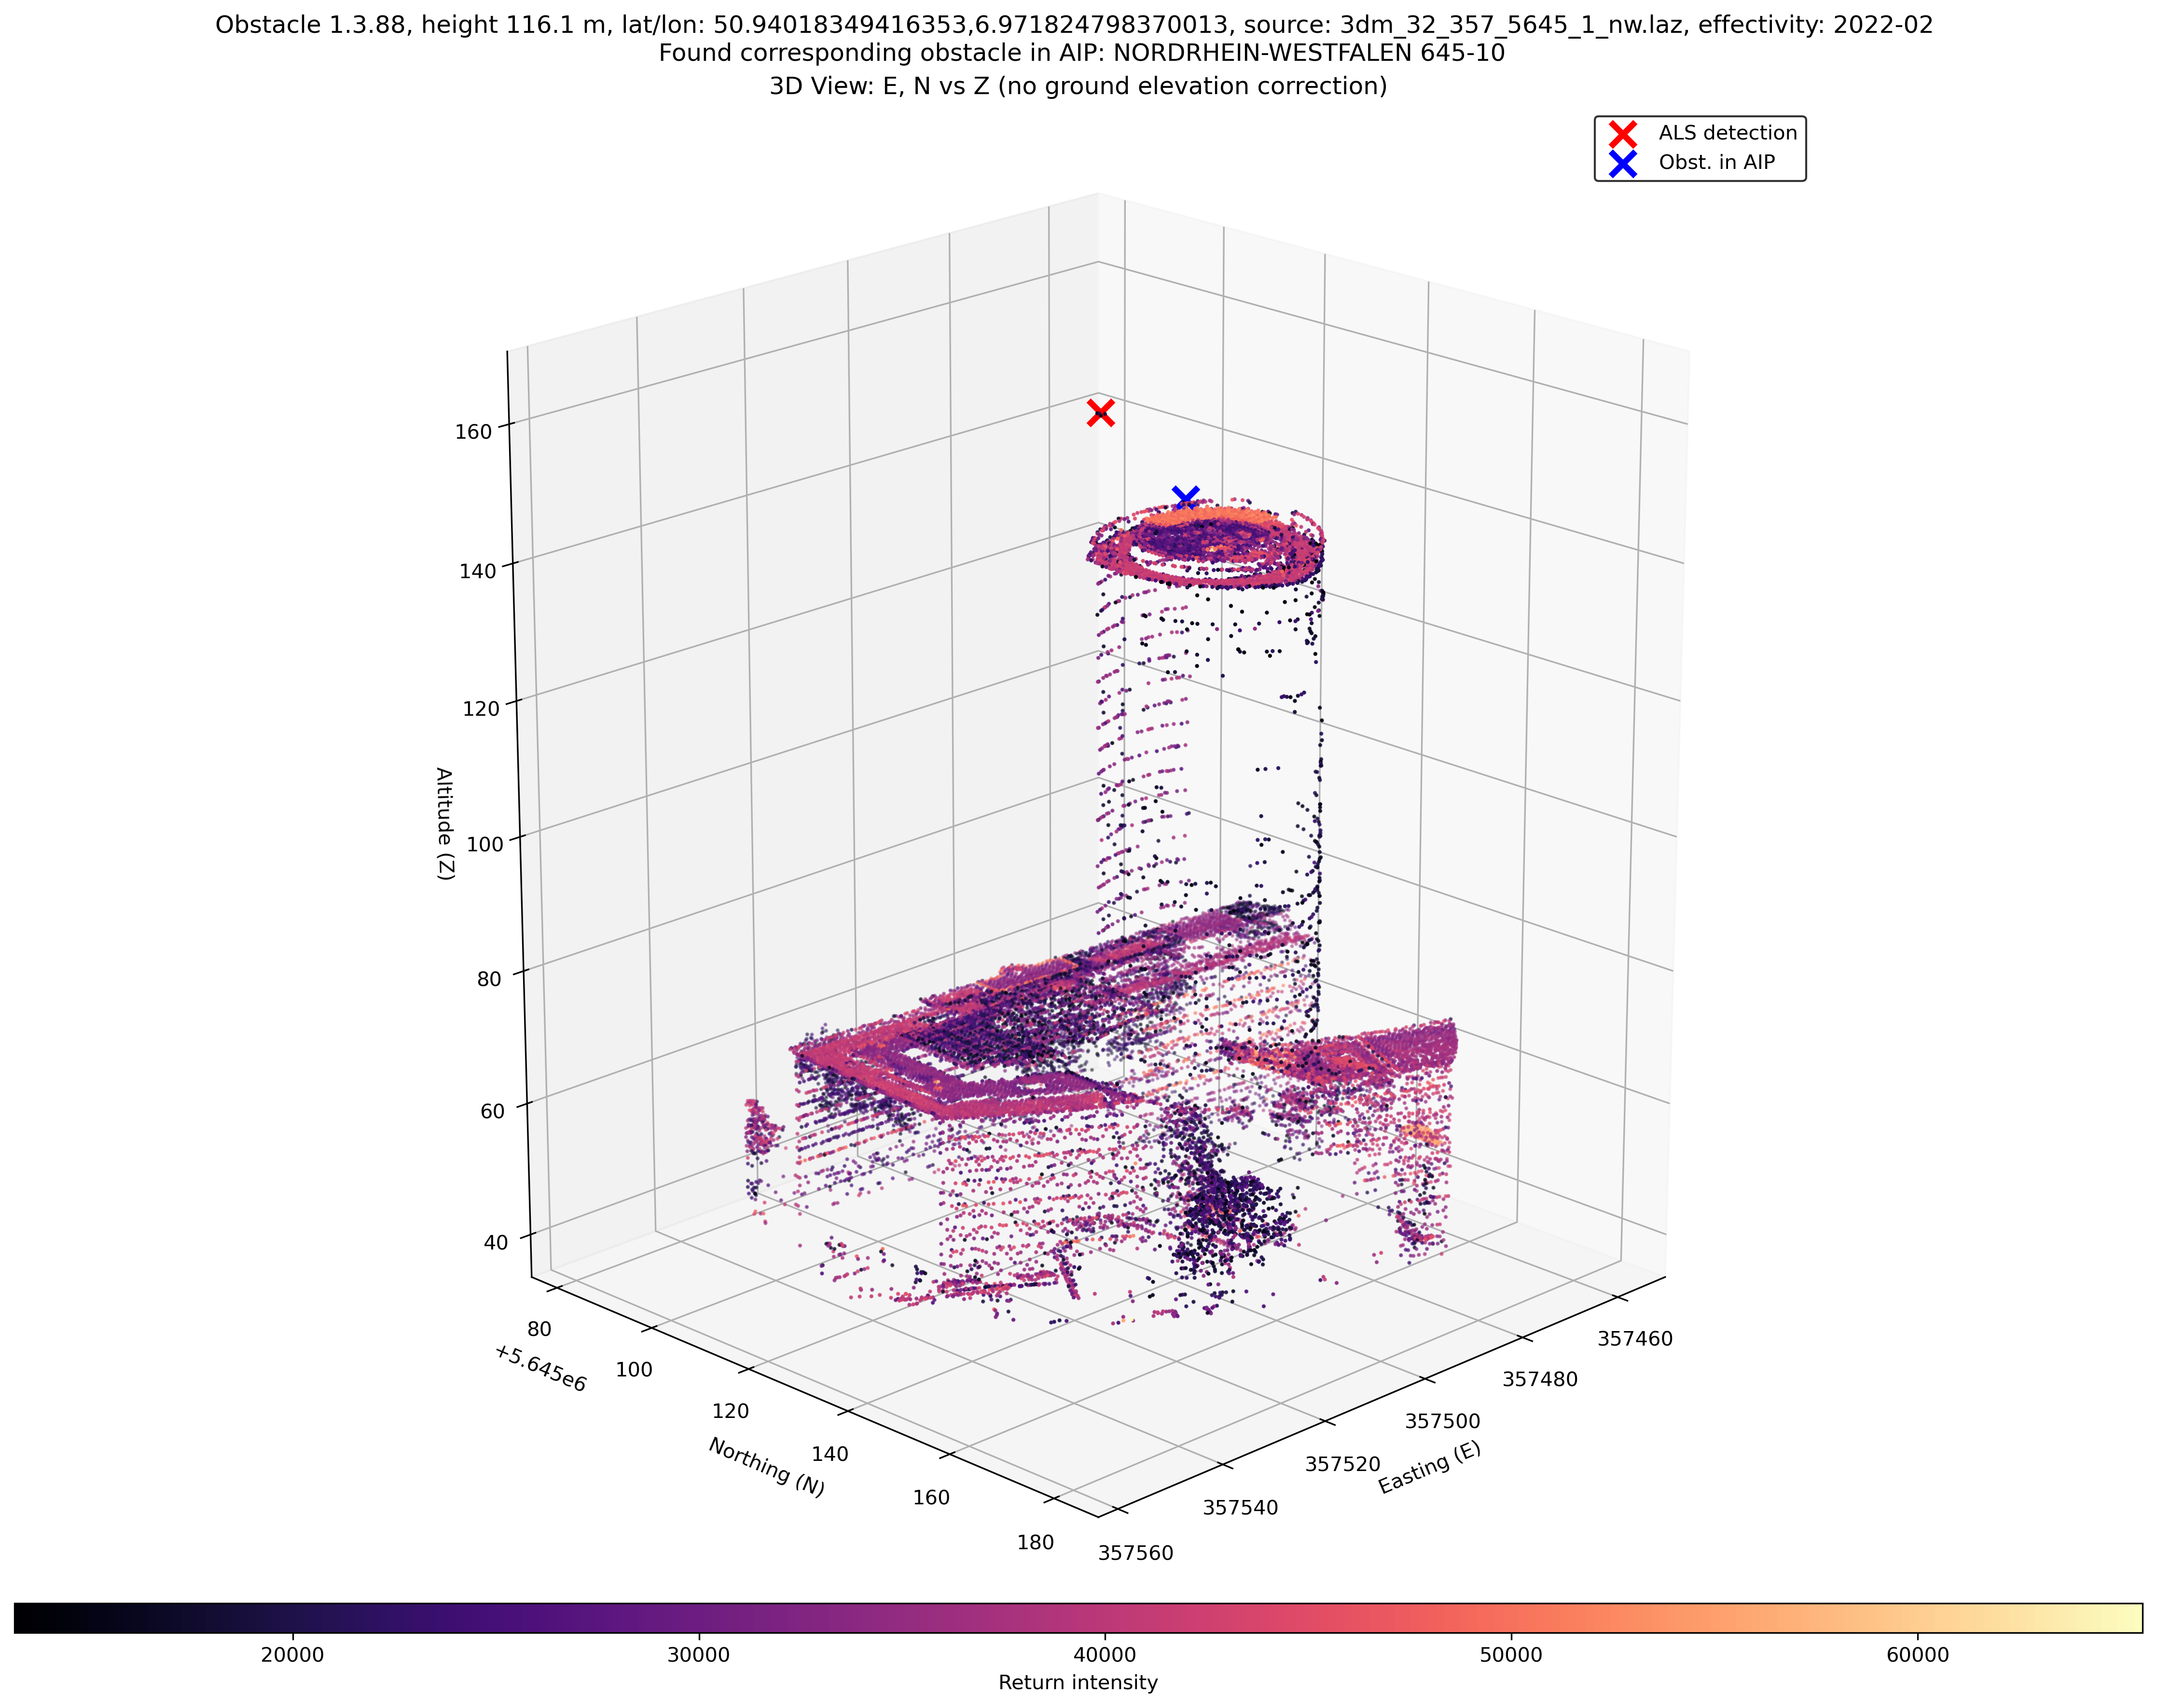 Obstacle 1.3.88, height 116.1 m, lat/lon: 50.94018349416353,6.971824798370013, source: 3dm_32_357_5645_1_nw.laz, effectivity: 2022-02
Found corresponding obstacle in AIP: NORDRHEIN-WESTFALEN 645-10
3D View: E, N vs Z (no ground elevation correction)
ALS detection
Obst. in AIP
160
140
120
100
80
60
40
Altitude (Z)
80
100
120
140
160
180
+5.645e6
Northing (N)
357460
357480
357500
357520
357540
357560
Easting (E)
20000
30000
40000
50000
60000
Return intensity